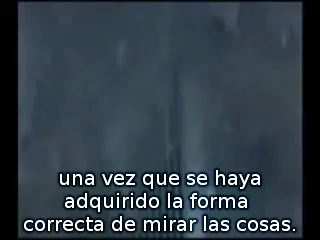 una vez que se haya
adquirido la forma
correcta de mirar las cosas.